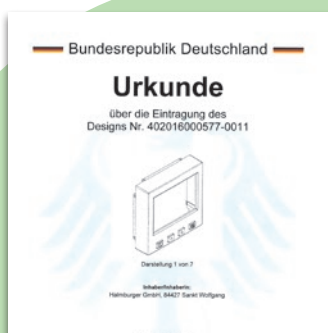 Bundesrepublik Deutschland
Urkunde
über die Eintragung des
Designs Nr. 402016000577-0011
Darstellung 1 von 7
Inhaber/Inhaberin:
Haimburger GmbH, 84427 Sankt Wolfgang